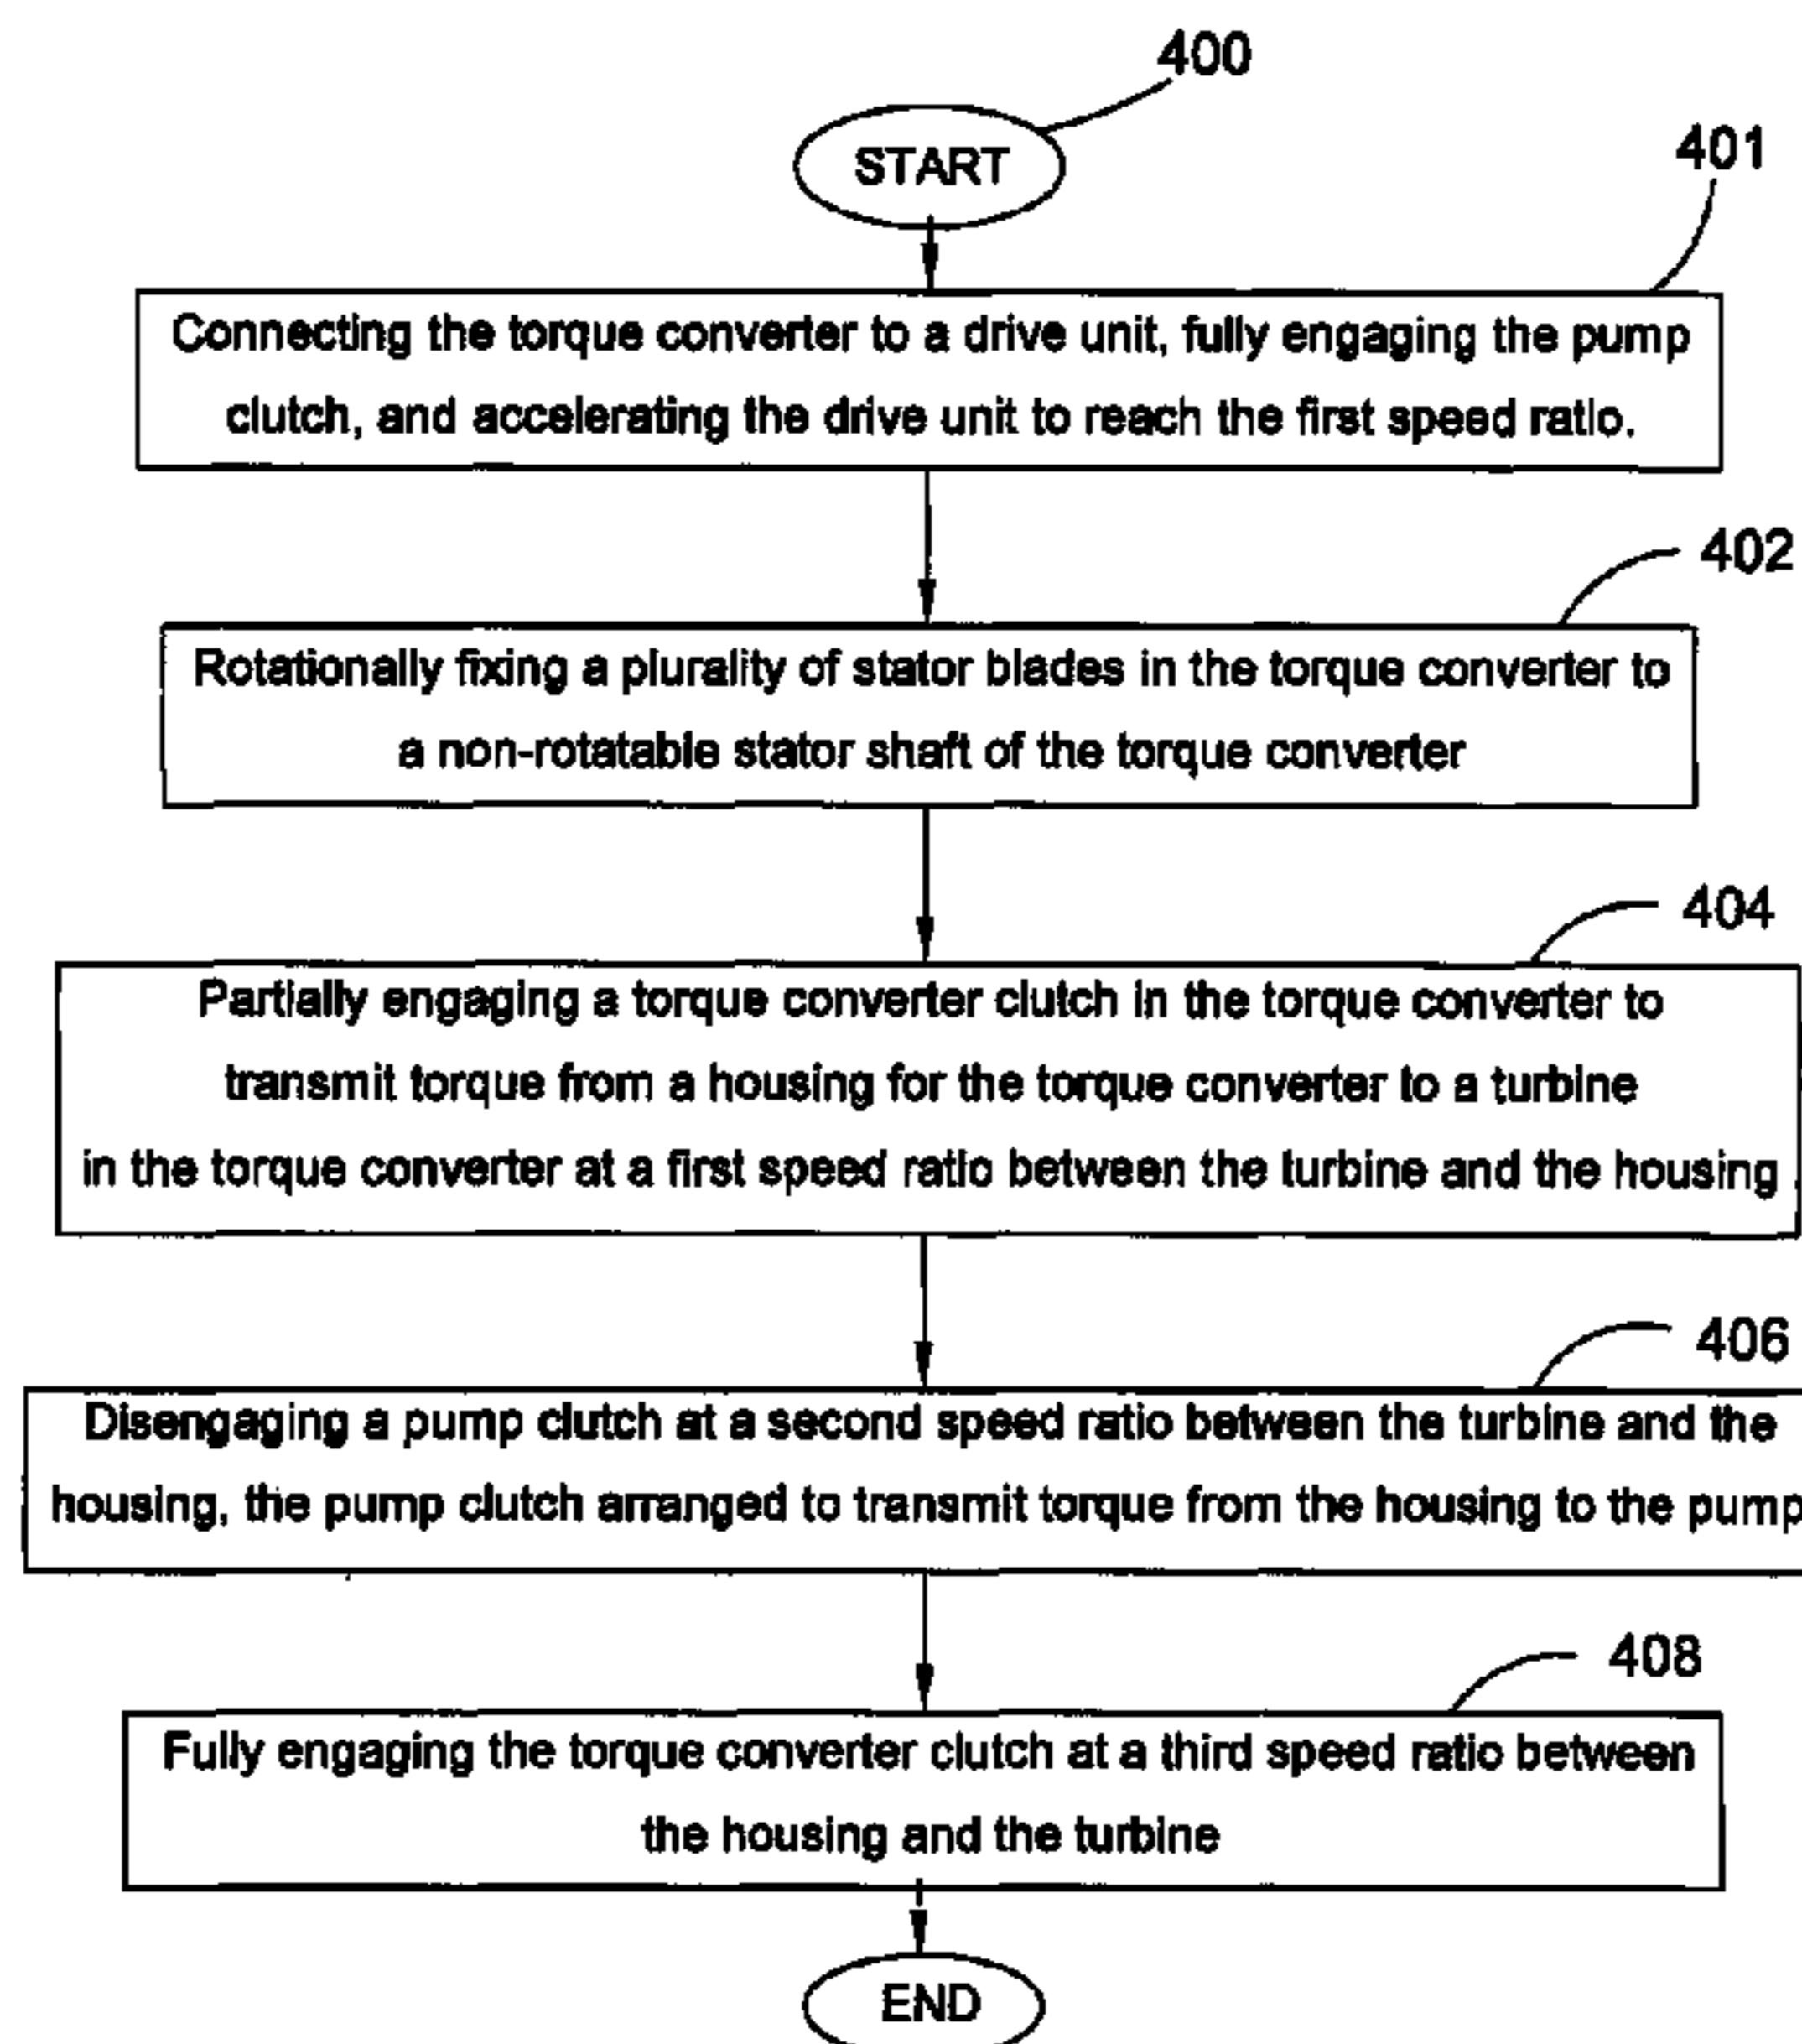 400
START
401
Connecting the torque converter to a drive unit, fully engaging the pump
clutch, and accelerating the drive unit to reach the first speed ratio.
402
Rotationally fixing a plurality of stator blades in the torque converter to
a non-rotatable stator shaft of the torque converter
404
Partially engaging a torque converter clutch in the torque converter to
transmit torque from a housing for the torque converter to a turbine
in the torque converter at a first speed ratio between the turbine and the housing
406
Disengaging a pump clutch at a second speed ratio between the turbine and the
housing, the pump clutch arranged to transmit torque from the housing to the pump
408
Fully engaging the torque converter clutch at a third speed ratio between
the housing and the turbine
END